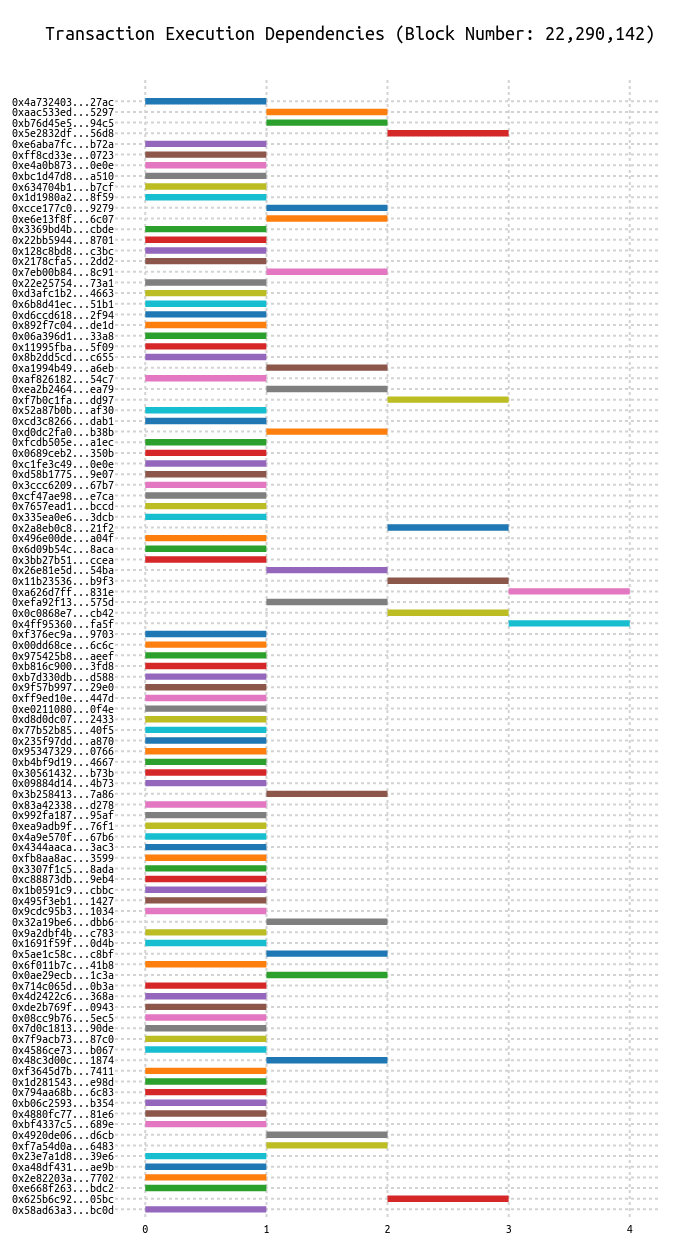 Transaction Execution Dependencies (Block Number: 22,290,142)
0x4a732403...27ac
0xaac533ed...5297
0xb76d45e5...94c5
0x5e2832df...56d8
0xe6aba7fc...b72a
0xff8cd33e...0723
0xe4a0b873...0e0e
0xbc1d47d8...a510
0x634704b1...b7cf
0x1d1980a2...8f59
0xcce177c0...9279
0xe6e13f8f...6c07
0x3369bd4b...cbde
0x22bb5944...8701
0x128c8bd8...c3bc
0x2178cfa5...2dd2
0x7eb00b84...8c91
0x22e25754...73a1
0xd3afc1b2...4663
0x6b8d41ec...51b1
0xd6ccd618...2f94
0x892f7c04...de1d
0x06a396d1...33a8
0x11995fba...5f09
0x8b2dd5cd...c655
0xa1994b49...a6eb
0xaf826182...54c7
0xea2b2464...ea79
0xf7b0c1fa...dd97
0x52a87b0b...af30
0xcd3c8266...dab1
0xd0dc2fa0...b38b
0xfcdb505e...a1ec
0x0689ceb2...350b
0xc1fe3c49...0e0e
0xd58b1775...9e07
0x3ccc6209...67b7
0xcf47ae98...e7ca
0x7657ead1...bccd
0x335ea0e6...3dcb
0x2a8eb0c8...21f2
0x496e00de...a04f
0x6d09b54c...8aca
0x3bb27b51...ccea
0x26e81e5d...54ba
0x11b23536...b9f3
0xa626d7ff...831e
0xefa92f13...575d
0x0c0868e7...cb42
0x4ff95360...fa5f
0xf376ec9a...9703
0x00dd68ce...6c6c
0x975425b8...aeef
0xb816c900...3fd8
0xb7d330db...d588
0x9f57b997...29e0
0xff9ed10e...447d
0xe0211080...0f4e
0xd8d0dc07...2433
0x77b52b85...40f5
0x235f97dd...a870
0x95347329...0766
0xb4bf9d19...4667
0x30561432...b73b
0x09884d14...4b73
0x3b258413...7a86
0x83a42338...d278
0x992fa187...95af
0xea9adb9f...76f1
0x4a9e570f...67b6
0x4344aaca...3ac3
0xfb8aa8ac...3599
0x3307f1c5...8ada
0xc88873db...9eb4
0x1b0591c9...cbbc
0x495f3eb1...1427
0x9cdc95b3...1034
0x32a19be6...dbb6
0x9a2dbf4b...c783
0x1691f59f...0d4b
0x5ae1c58c...c8bf
0x6f011b7c...41b8
0x0ae29ecb...1c3a
0x714c065d...0b3a
0x4d2422c6...368a
0xde2b769f...0943
0x08cc9b76...5ec5
0x7d0c1813...90de
0x7f9acb73...87c0
0x4586ce73...b067
0x48c3d00c...1874
0xf3645d7b...7411
0x1d281543...e98d
0x794aa68b...6c83
0xb06c2593...b354
0x4880fc77...81e6
0xbf4337c5...689e
0x4920de06...d6cb
0xf7a54d0a...6483
0x23e7a1d8...39e6
0xa48df431...ae9b
0x2e82203a...7702
0xe668f263...bdc2
0x625b6c92...05bc
0x58ad63a3...bc0d
0 1 2 3 4